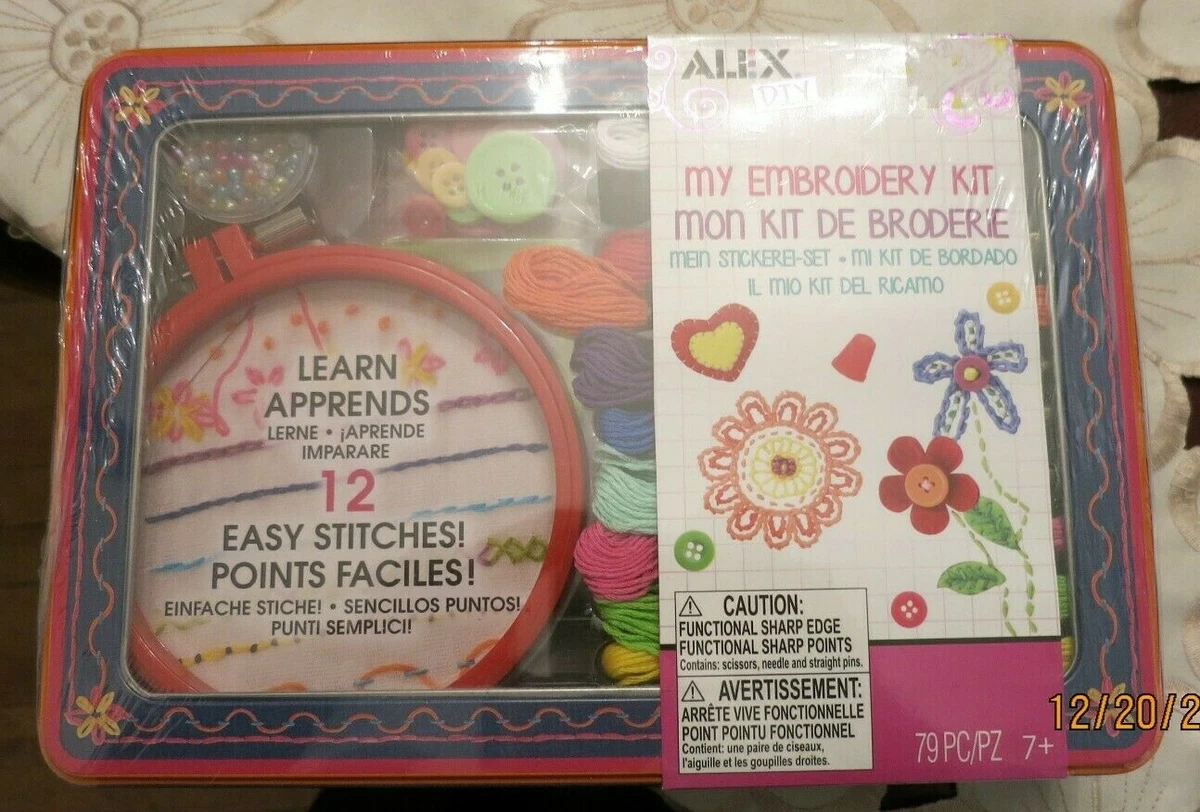 ALEX
DIY
MY EMBROIDERY KIT
MON KIT DE BRODERIE
MEIN STICKEREI-SET • MI KIT DE BORDADO
IL MIO KIT DEL RICAMO
LEARN
APPRENDS
LERNE • ¡APRENDE
IMPARARE
12
EASY STITCHES!
POINTS FACILES!
EINFACHE STICHE! • SENCILLOS PUNTOS!
PUNTI SEMPLICI!
⚠ CAUTION:
FUNCTIONAL SHARP EDGE
FUNCTIONAL SHARP POINTS
Contains: scissors, needle and straight pins.
⚠ AVERTISSEMENT:
ARRÊTE VIVE FONCTIONNELLE
POINT POINTU FONCTIONNEL
Contient: une paire de ciseaux,
l'aiguille et les goupilles droites.
79 PC/PZ 7+
12/20/2